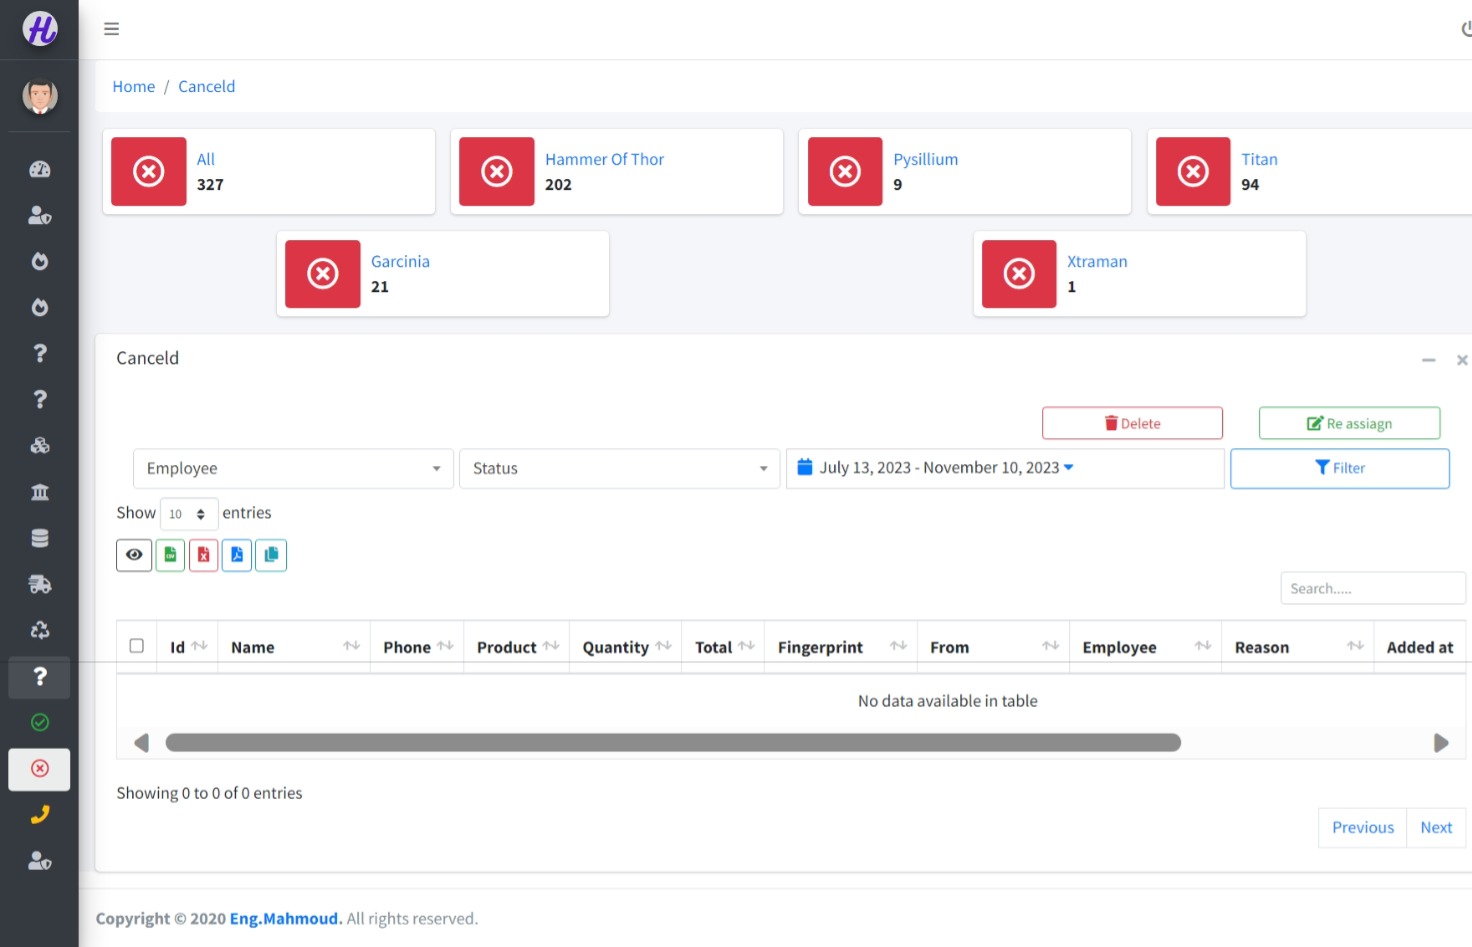 H
Home / Canceld
All
327
Hammer Of Thor
202
Pysillium
9
Titan
94
Garcinia
21
Xtraman
1
Canceld
Delete
Re assiagn
Employee
Status
July 13, 2023 - November 10, 2023
Filter
Show 10 entries
Search.....
Id Name Phone Product Quantity Total Fingerprint From Employee Reason Added at
No data available in table
Showing 0 to 0 of 0 entries
Previous Next
Copyright © 2020 Eng.Mahmoud. All rights reserved.